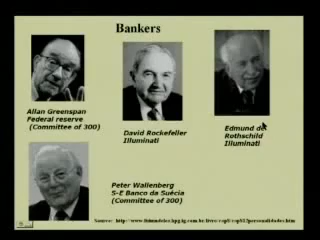 Bankers
Allan Greenspan
Federal reserve
(Committee of 300)
David Rockefeller
Illuminati
Edmund de
Rothschild
Illuminati
Peter Wallenberg
S-E Banco da Suécia
(Committee of 300)
Source: